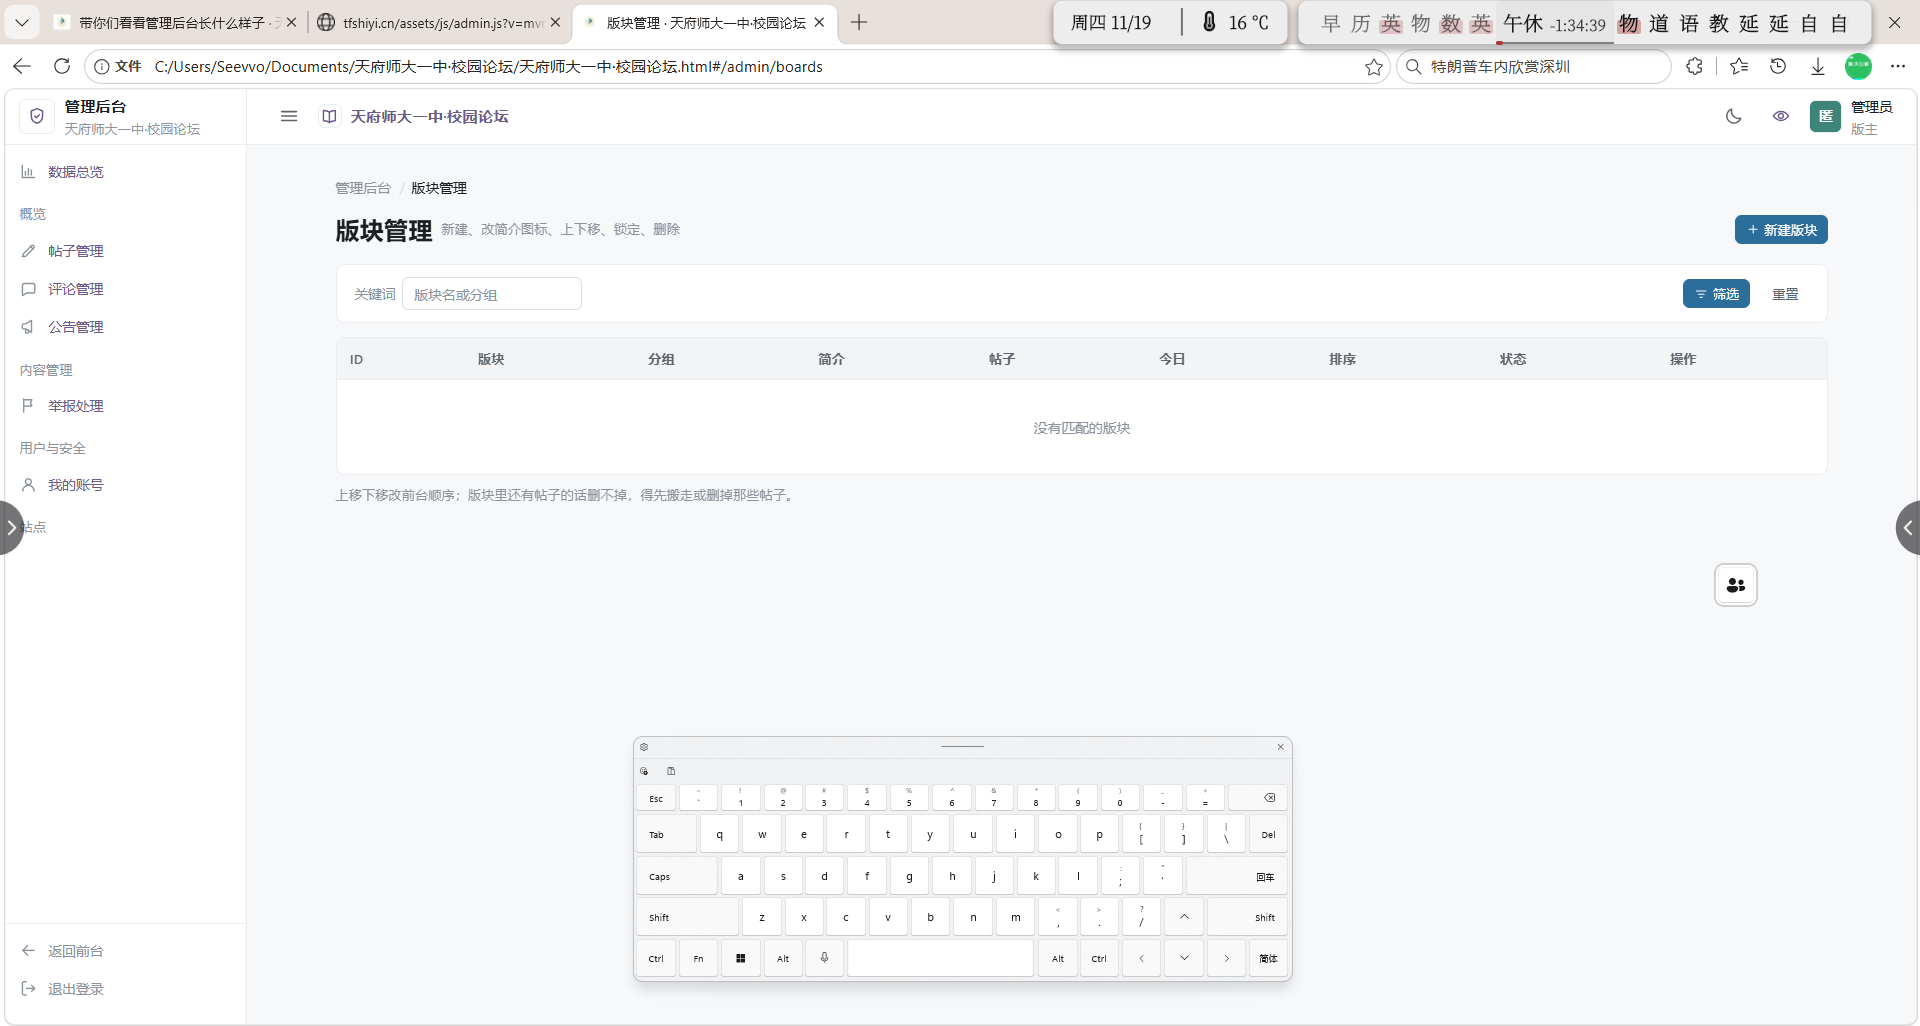 带你们看看管理后台长什么样子 ·
tfshiyi.cn/assets/js/admin.js?v=mv
版块管理 · 天府师大一中·校园论坛
周四 11/19
16 ℃
早 历 英 物 数 英 午休 -1:34:39 物 道 语 教 延 延 自 自
文件 C:/Users/Seevvo/Documents/天府师大一中·校园论坛/天府师大一中·校园论坛.html#/admin/boards
特朗普车内欣赏深圳
管理后台
天府师大一中·校园论坛
天府师大一中·校园论坛
匿
管理员
版主
数据总览
概览
帖子管理
评论管理
公告管理
内容管理
举报处理
用户与安全
我的账号
站点
返回前台
退出登录
管理后台 / 版块管理
版块管理 新建、改简介图标、上下移、锁定、删除
+ 新建版块
关键词 版块名或分组
筛选 重置
ID 版块 分组 简介 帖子 今日 排序 状态 操作
没有匹配的版块
上移下移改前台顺序；版块里还有帖子的话删不掉，得先搬走或删掉那些帖子。
Esc ~ ` ! 1 @ 2 # 3 $ 4 % 5 ^ 6 & 7 * 8 ( 9 ) 0 _ - + =
Tab q w e r t y u i o p { [ } ] | \ Del
Caps a s d f g h j k l : ; " ' 回车
Shift z x c v b n m < , > . ? / Shift
Ctrl Fn Alt Alt Ctrl 简体